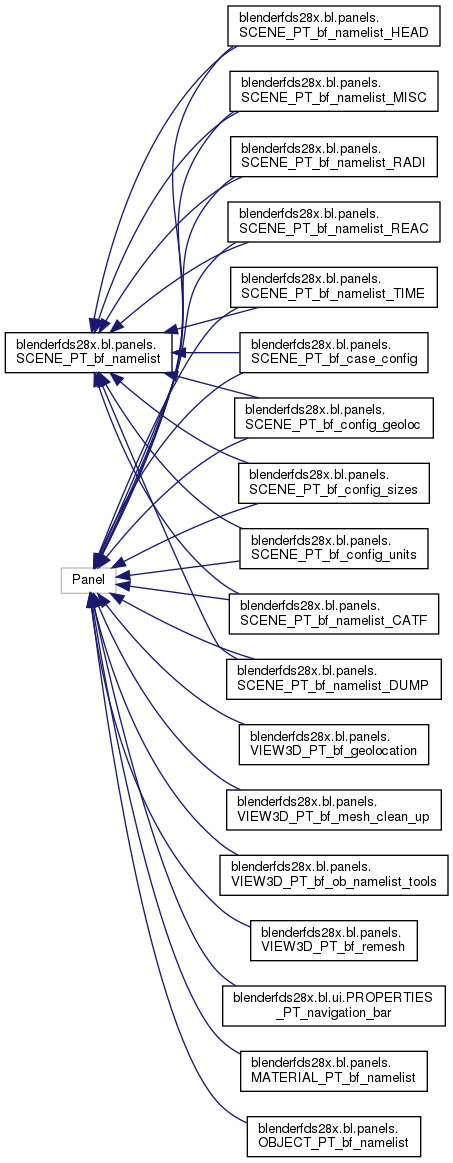 blenderfds28x.bl.panels.
SCENE_PT_bf_namelist_HEAD
blenderfds28x.bl.panels.
SCENE_PT_bf_namelist_MISC
blenderfds28x.bl.panels.
SCENE_PT_bf_namelist_RADI
blenderfds28x.bl.panels.
SCENE_PT_bf_namelist_REAC
blenderfds28x.bl.panels.
SCENE_PT_bf_namelist_TIME
blenderfds28x.bl.panels.
SCENE_PT_bf_namelist
blenderfds28x.bl.panels.
SCENE_PT_bf_case_config
blenderfds28x.bl.panels.
SCENE_PT_bf_config_geoloc
blenderfds28x.bl.panels.
SCENE_PT_bf_config_sizes
blenderfds28x.bl.panels.
SCENE_PT_bf_config_units
Panel
blenderfds28x.bl.panels.
SCENE_PT_bf_namelist_CATF
blenderfds28x.bl.panels.
SCENE_PT_bf_namelist_DUMP
blenderfds28x.bl.panels.
VIEW3D_PT_bf_geolocation
blenderfds28x.bl.panels.
VIEW3D_PT_bf_mesh_clean_up
blenderfds28x.bl.panels.
VIEW3D_PT_bf_ob_namelist_tools
blenderfds28x.bl.panels.
VIEW3D_PT_bf_remesh
blenderfds28x.bl.ui.PROPERTIES
_PT_navigation_bar
blenderfds28x.bl.panels.
MATERIAL_PT_bf_namelist
blenderfds28x.bl.panels.
OBJECT_PT_bf_namelist